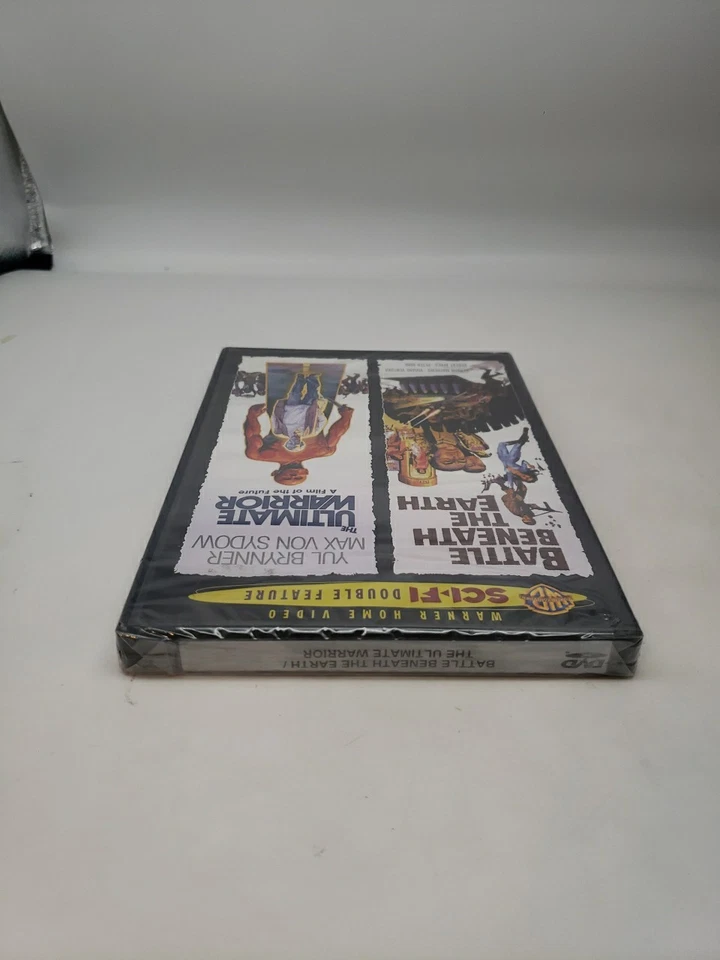 WARNER HOME VIDEO
SCI-FI DOUBLE FEATURE
BATTLE
BENEATH
THE
EARTH
YUL BRYNNER
MAX VON SYDOW
THE
ULTIMATE
WARRIOR
A Film of the Future
DVD
BATTLE BENEATH THE EARTH /
THE ULTIMATE WARRIOR